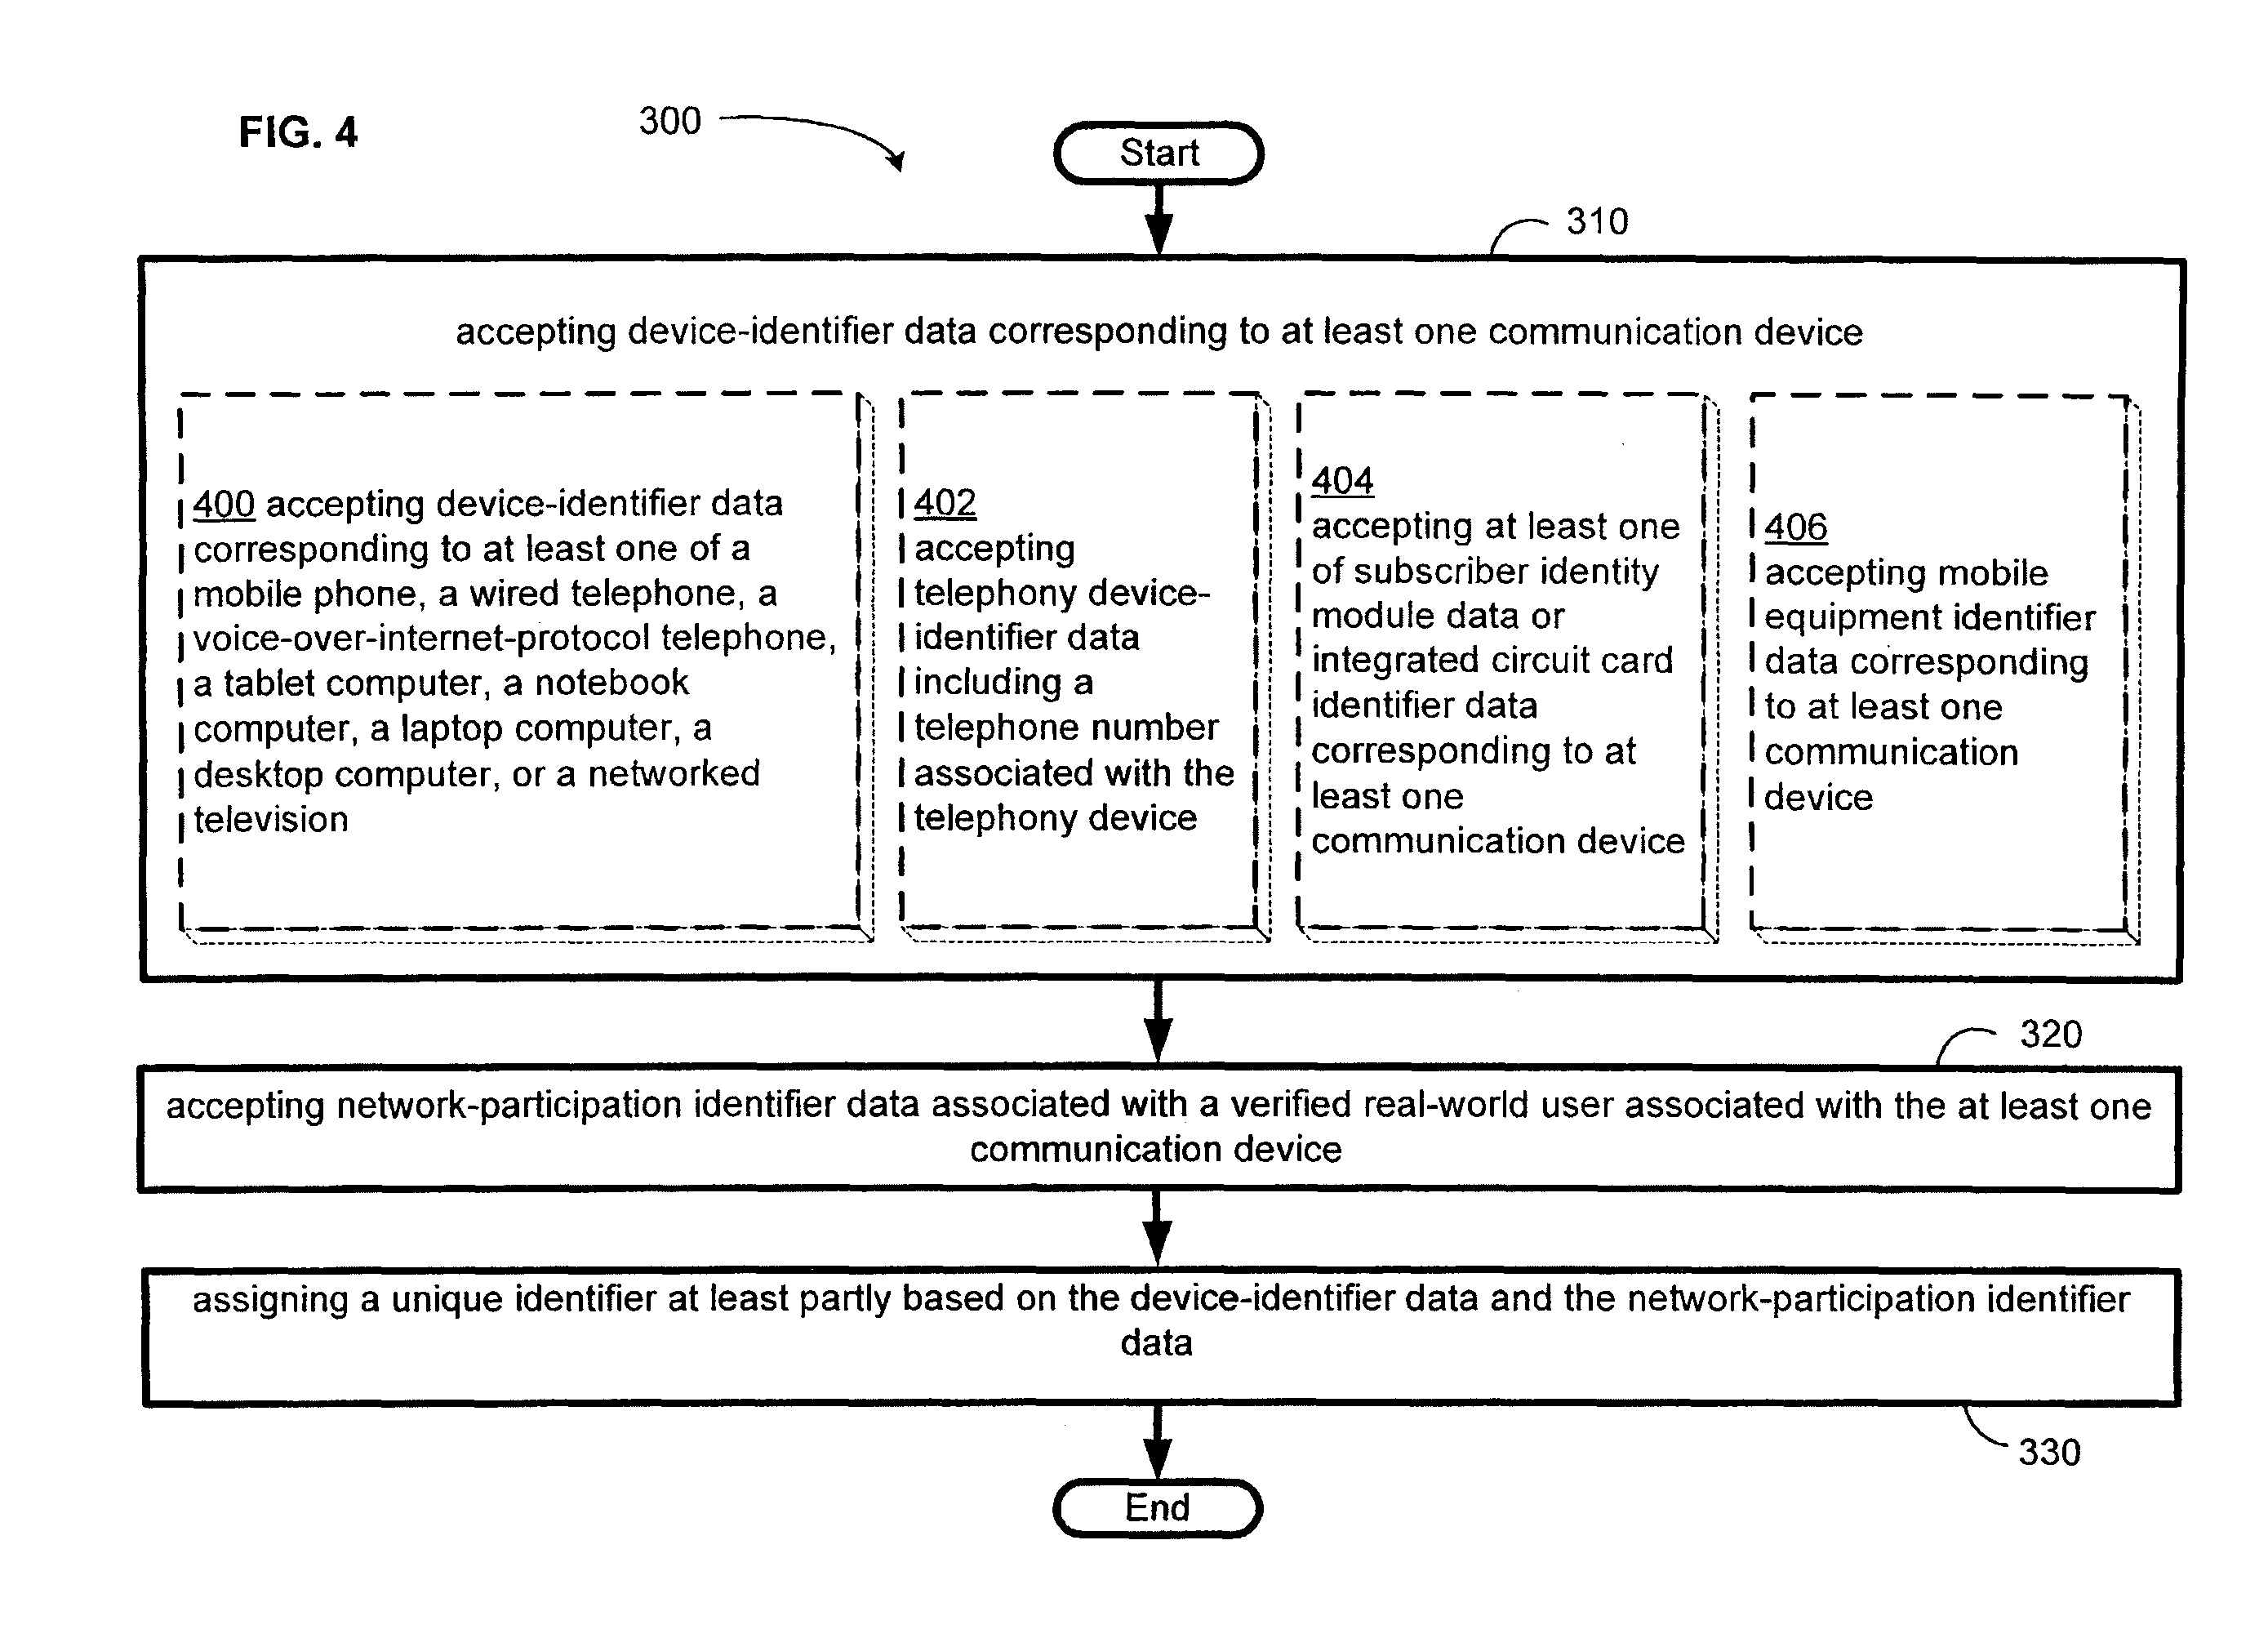 FIG. 4
300
Start
310
accepting device-identifier data corresponding to at least one communication device
400 accepting device-identifier data
corresponding to at least one of a
mobile phone, a wired telephone, a
voice-over-internet-protocol telephone,
a tablet computer, a notebook
computer, a laptop computer, a
desktop computer, or a networked
television
402
accepting
telephony device-
identifier data
including a
telephone number
associated with the
telephony device
404
accepting at least one
of subscriber identity
module data or
integrated circuit card
identifier data
corresponding to at
least one
communication device
406
accepting mobile
equipment identifier
data corresponding
to at least one
communication
device
320
accepting network-participation identifier data associated with a verified real-world user associated with the at least one
communication device
assigning a unique identifier at least partly based on the device-identifier data and the network-participation identifier
data
330
End